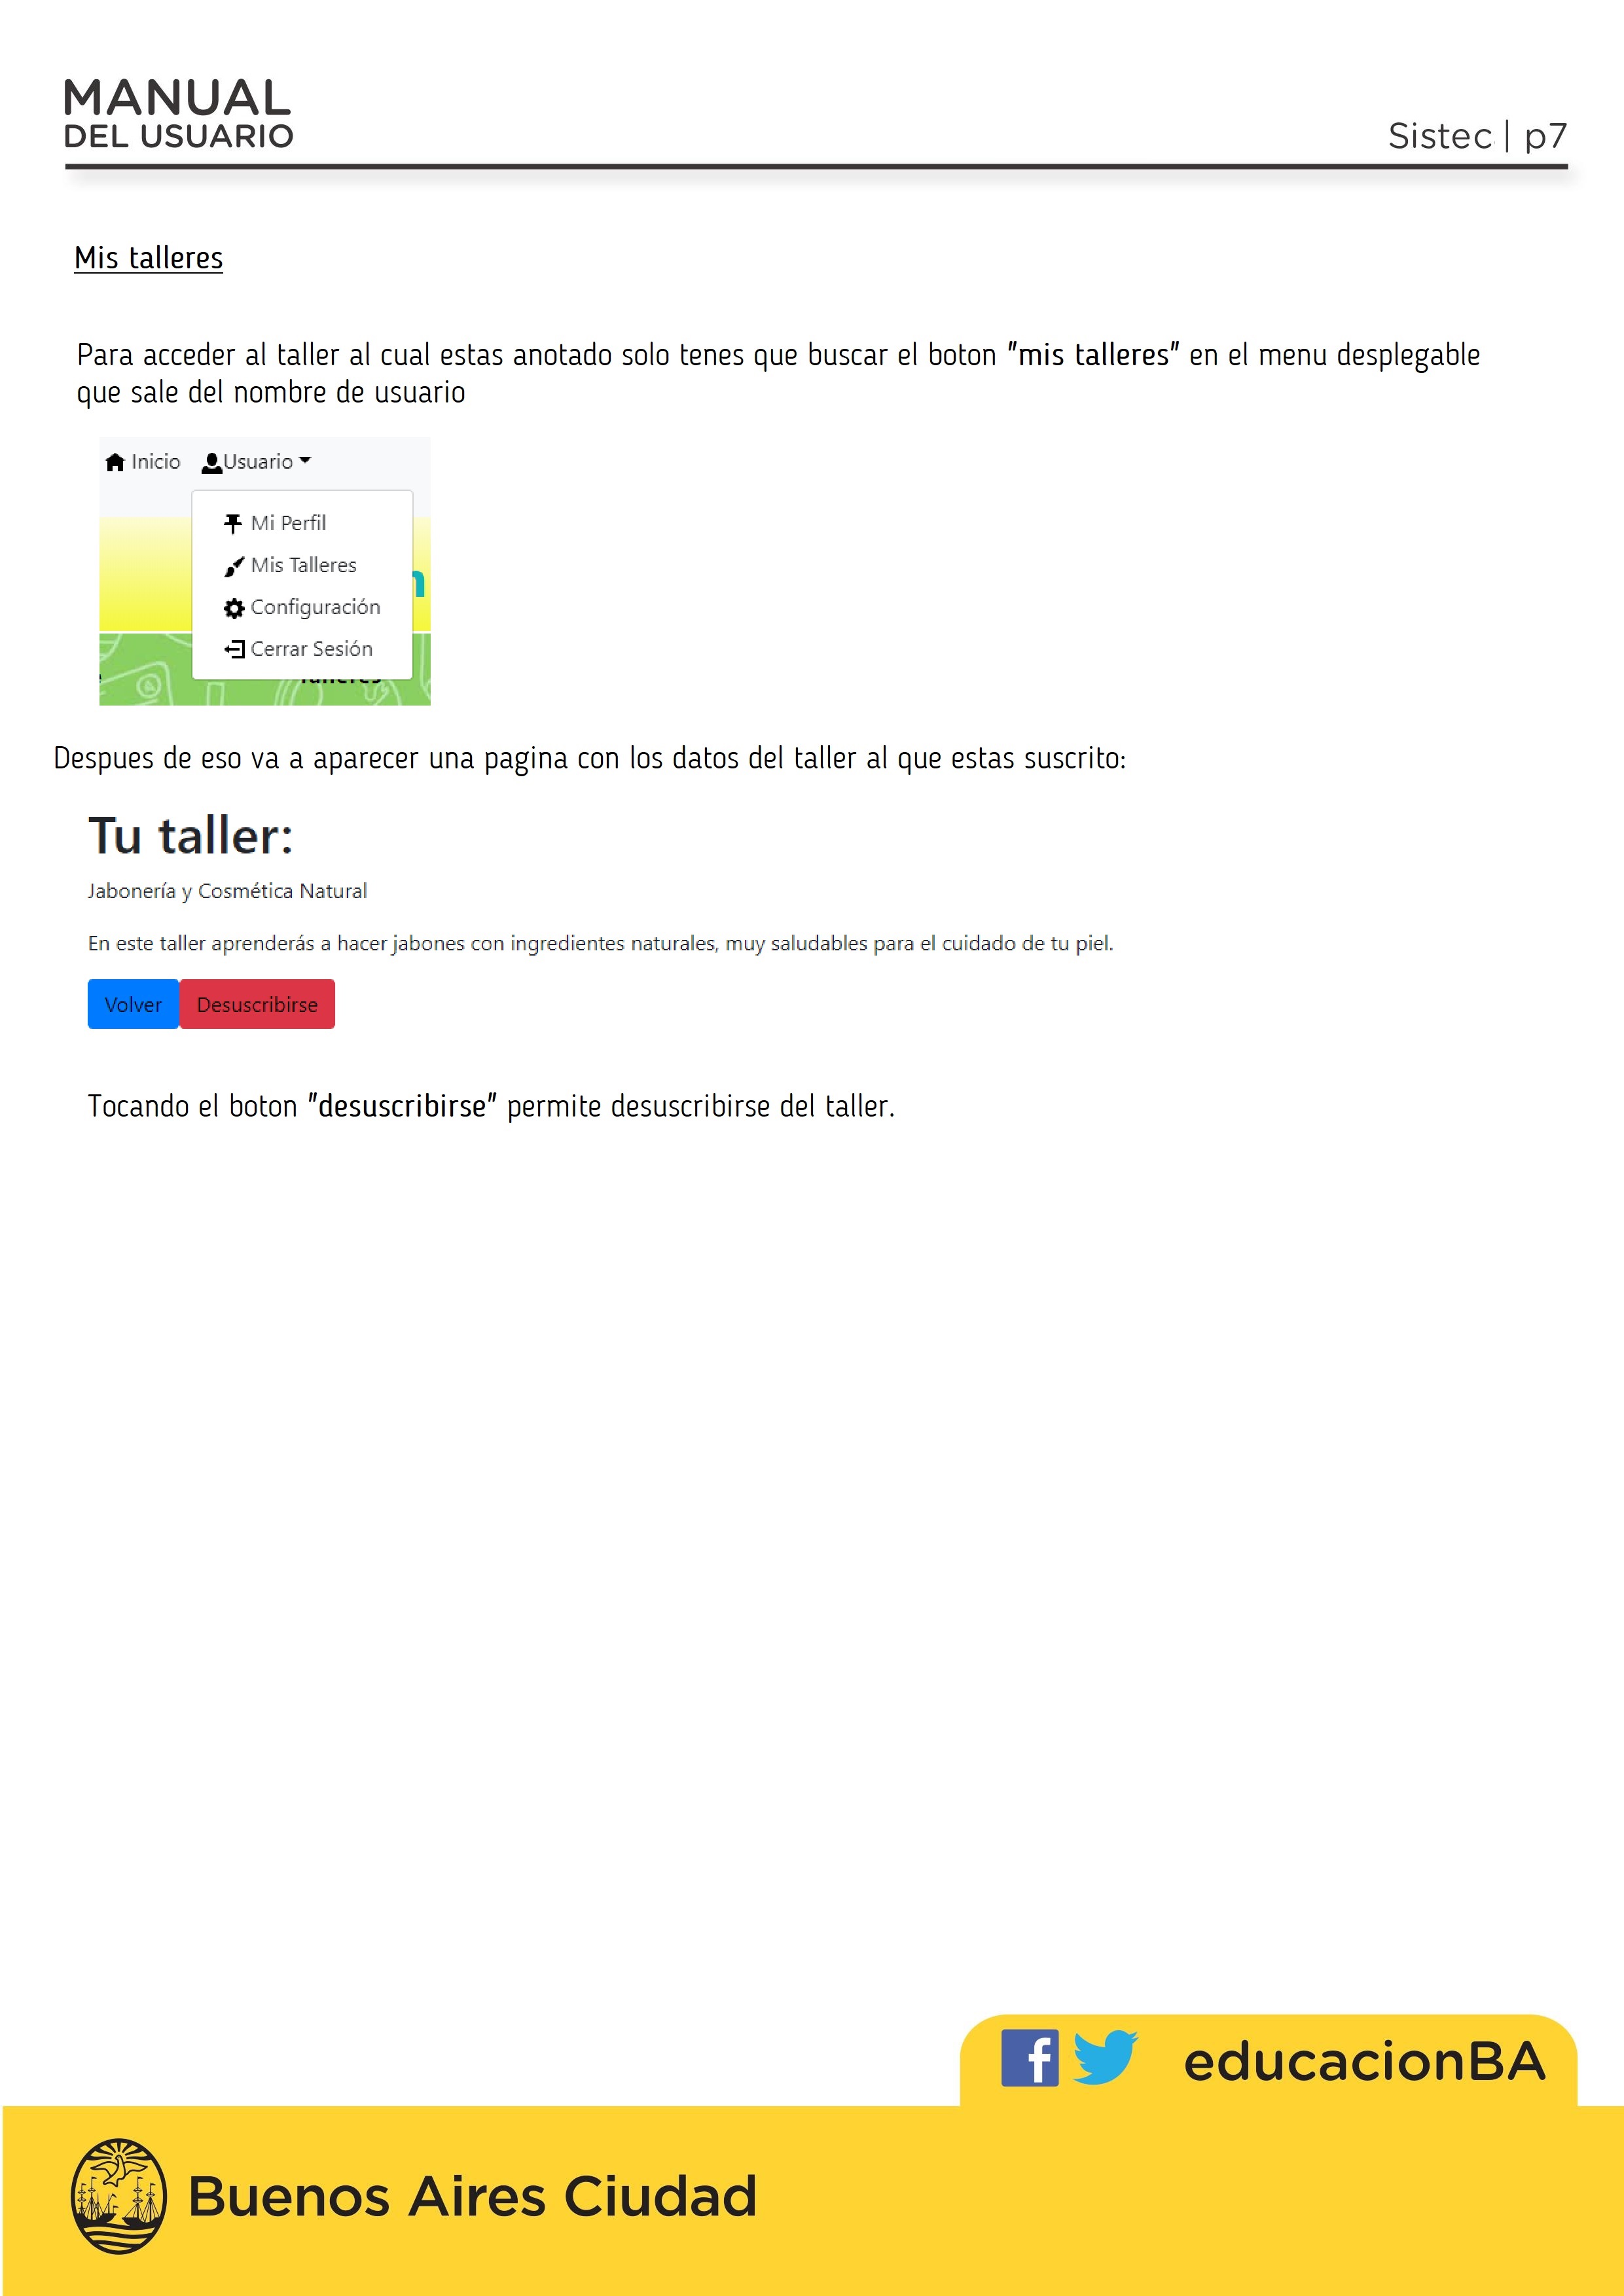 MANUAL
DEL USUARIO
Sistec | p7
Mis talleres
Para acceder al taller al cual estas anotado solo tenes que buscar el boton "mis talleres" en el menu desplegable
que sale del nombre de usuario
Inicio Usuario
Mi Perfil
Mis Talleres
Configuración
Cerrar Sesión
Despues de eso va a aparecer una pagina con los datos del taller al que estas suscrito:
Tu taller:
Jabonería y Cosmética Natural
En este taller aprenderás a hacer jabones con ingredientes naturales, muy saludables para el cuidado de tu piel.
Volver Desuscribirse
Tocando el boton "desuscribirse" permite desuscribirse del taller.
educacionBA
Buenos Aires Ciudad